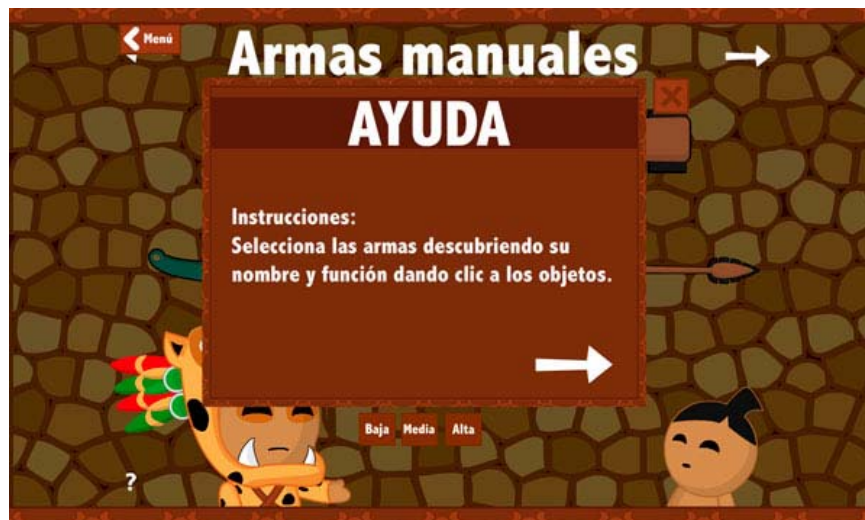 Menú
Armas manuales
AYUDA
Instrucciones:
Selecciona las armas descubriendo su
nombre y función dando clic a los objetos.
Baja Media Alta
?